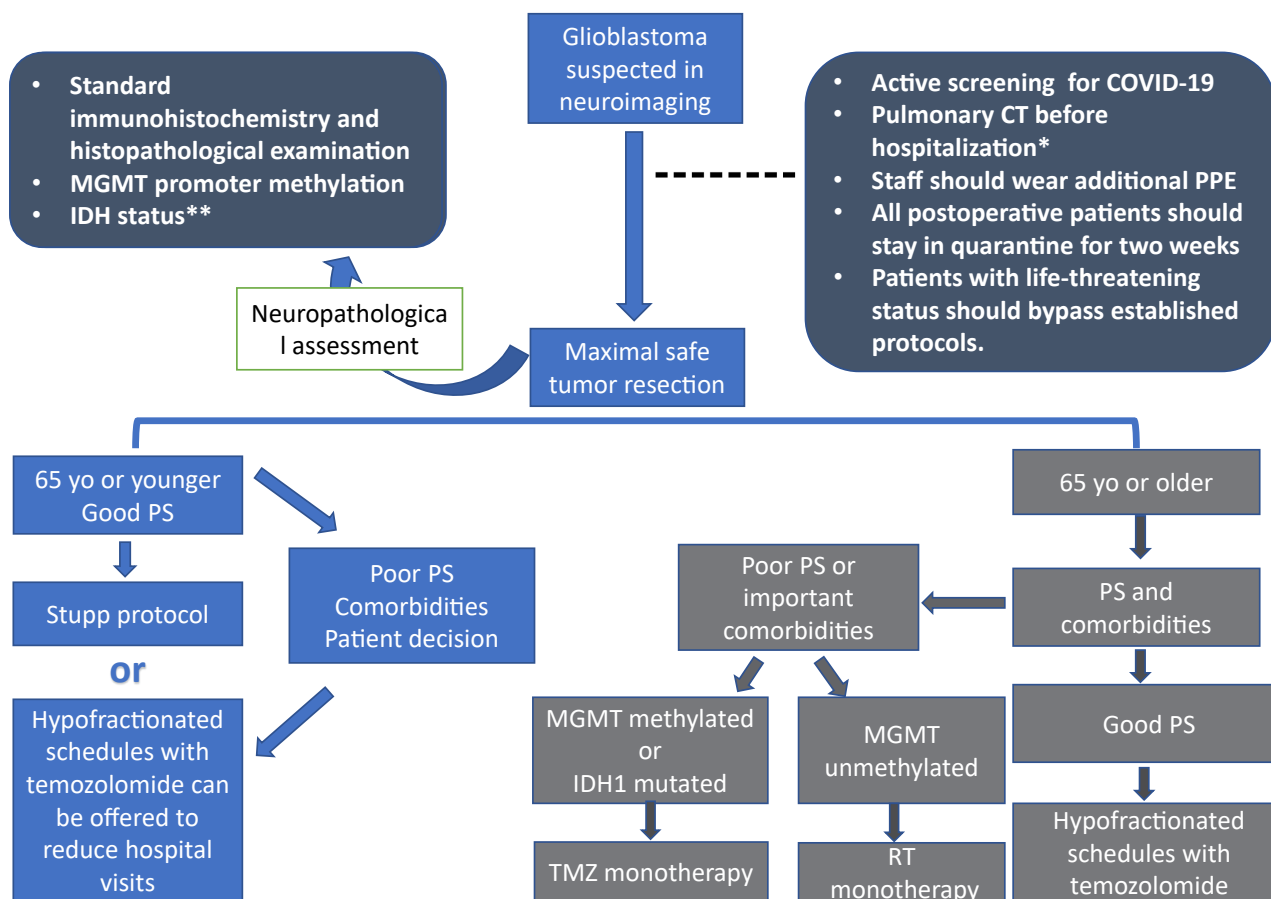 Glioblastoma
suspected in
neuroimaging
• Standard
immunohistochemistry and
histopathological examination
• MGMT promoter methylation
• IDH status**
• Active screening for COVID-19
• Pulmonary CT before
hospitalization*
• Staff should wear additional PPE
• All postoperative patients should
stay in quarantine for two weeks
• Patients with life-threatening
status should bypass established
protocols.
Neuropathologica
l assessment
Maximal safe
tumor resection
65 yo or younger
Good PS
Stupp protocol
or
Hypofractionated
schedules with
temozolomide can
be offered to
reduce hospital
visits
Poor PS
Comorbidities
Patient decision
65 yo or older
PS and
comorbidities
Poor PS or
important
comorbidities
MGMT methylated
or
IDH1 mutated
TMZ monotherapy
MGMT
unmethylated
RT
monotherapy
Good PS
Hypofractionated
schedules with
temozolomide